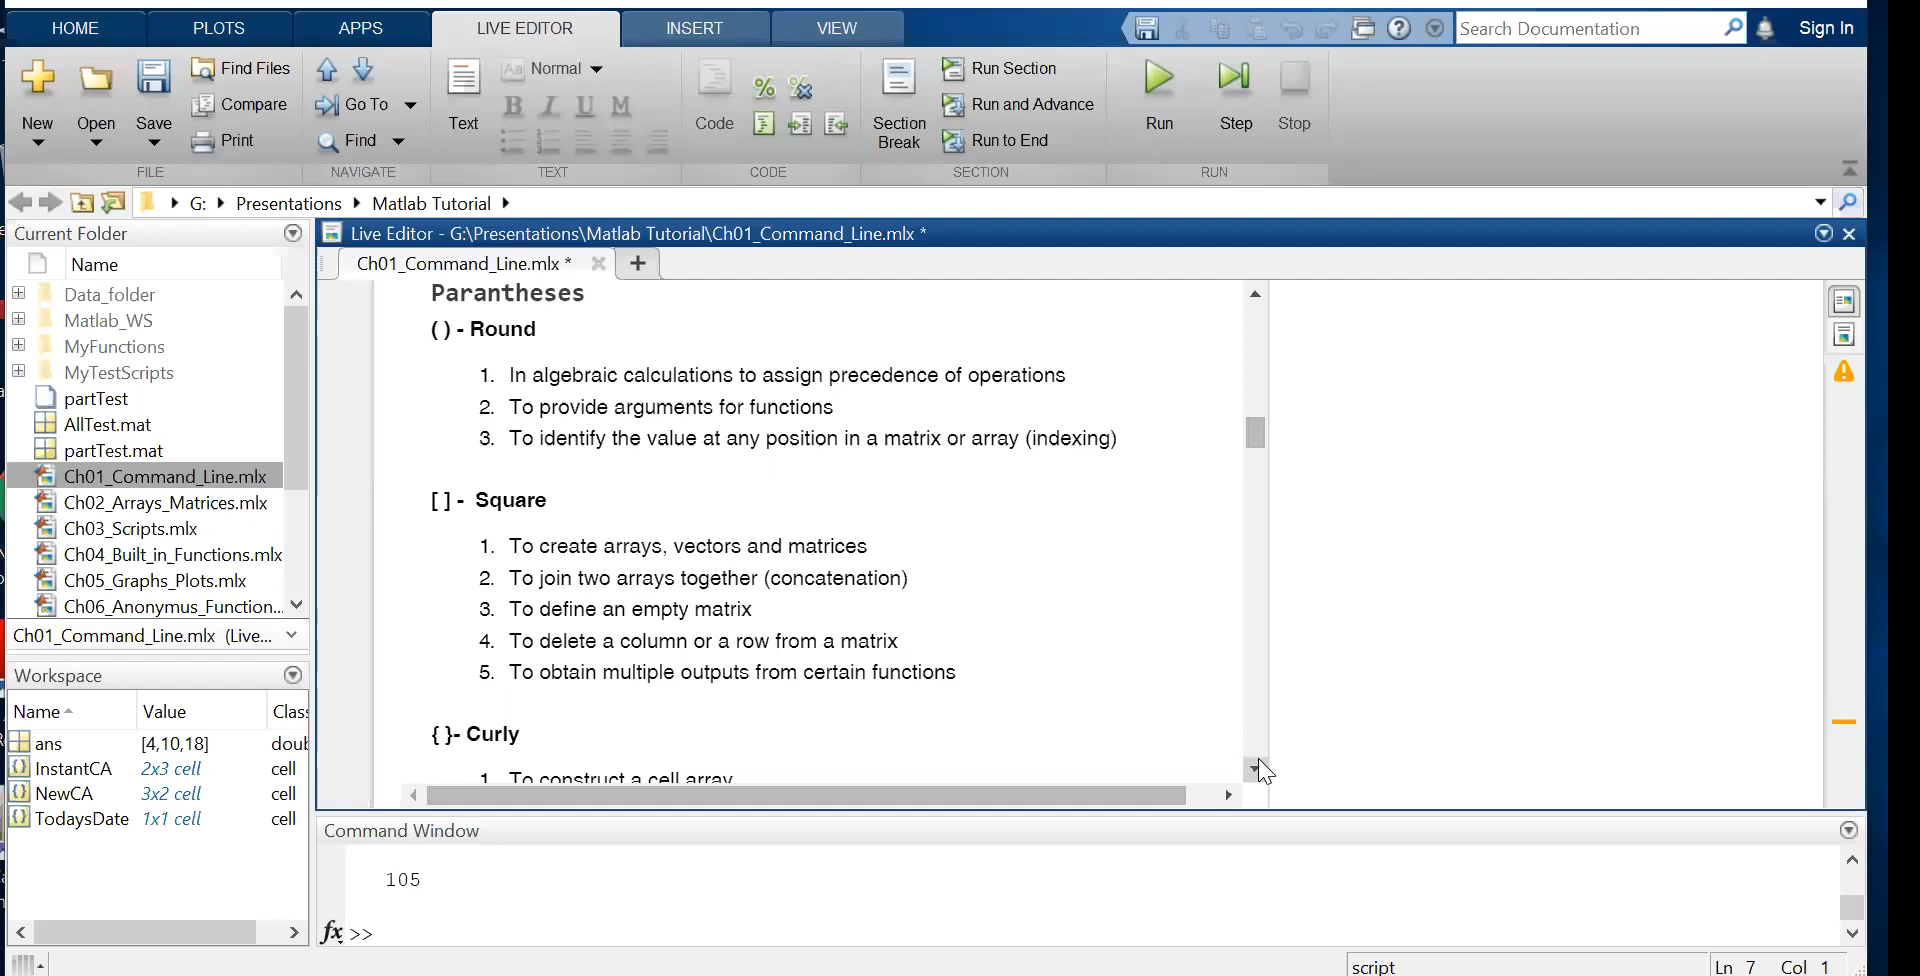 HOME PLOTS APPS LIVE EDITOR INSERT VIEW Search Documentation Sign In
New Open Save Find Files Compare Print
FILE
Go To Find
NAVIGATE
Text Normal
Aa
B I U M
TEXT
Code
CODE
Section Break
Run Section
Run and Advance
Run to End
SECTION
Run Step Stop
RUN
G: Presentations Matlab Tutorial
Current Folder
Name
Data_folder
Matlab_WS
MyFunctions
MyTestScripts
partTest
AllTest.mat
partTest.mat
Ch01_Command_Line.mlx
Ch02_Arrays_Matrices.mlx
Ch03_Scripts.mlx
Ch04_Built_in_Functions.mlx
Ch05_Graphs_Plots.mlx
Ch06_Anonymus_Function...
Ch01_Command_Line.mlx (Live...
Workspace
Name Value Class
ans [4,10,18] doub
InstantCA 2x3 cell cell
NewCA 3x2 cell cell
TodaysDate 1x1 cell cell
Live Editor - G:\Presentations\Matlab Tutorial\Ch01_Command_Line.mlx *
Ch01_Command_Line.mlx *
Parantheses
( ) - Round
1. In algebraic calculations to assign precedence of operations
2. To provide arguments for functions
3. To identify the value at any position in a matrix or array (indexing)
[ ] - Square
1. To create arrays, vectors and matrices
2. To join two arrays together (concatenation)
3. To define an empty matrix
4. To delete a column or a row from a matrix
5. To obtain multiple outputs from certain functions
{ }- Curly
1. To construct a cell array
Command Window
105
fx >>
script Ln 7 Col 1